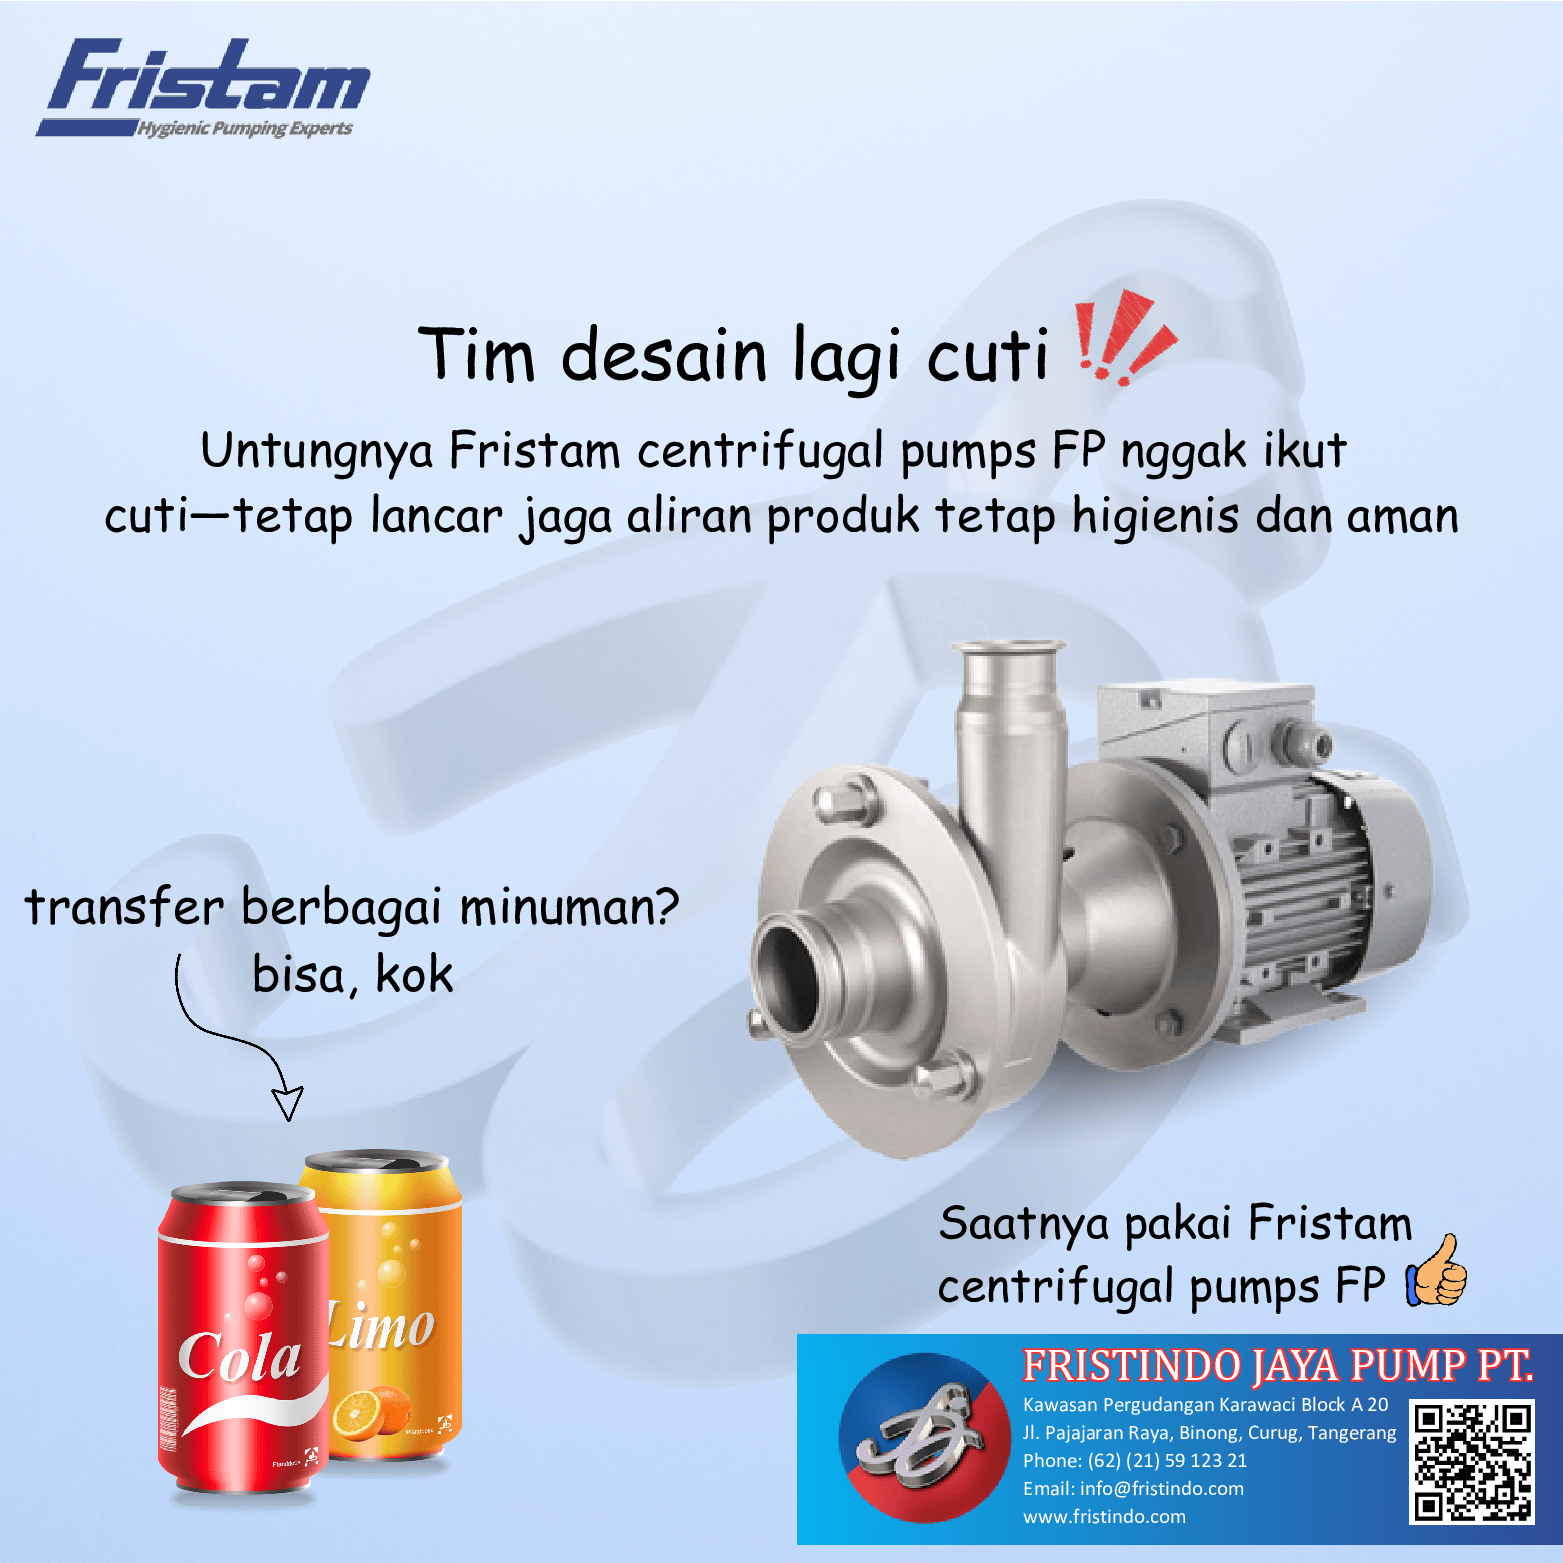 Fristam
Hygienic Pumping Experts
Tim desain lagi cuti !!!
Untungnya Fristam centrifugal pumps FP nggak ikut
cuti—tetap lancar jaga aliran produk tetap higienis dan aman
transfer berbagai minuman?
bisa, kok
Limo
Cola
Saatnya pakai Fristam
centrifugal pumps FP
FRISTINDO JAYA PUMP PT.
Kawasan Pergudangan Karawaci Block A 20
Jl. Pajajaran Raya, Binong, Curug, Tangerang
Phone: (62) (21) 59 123 21
Email: info@fristindo.com
www.fristindo.com